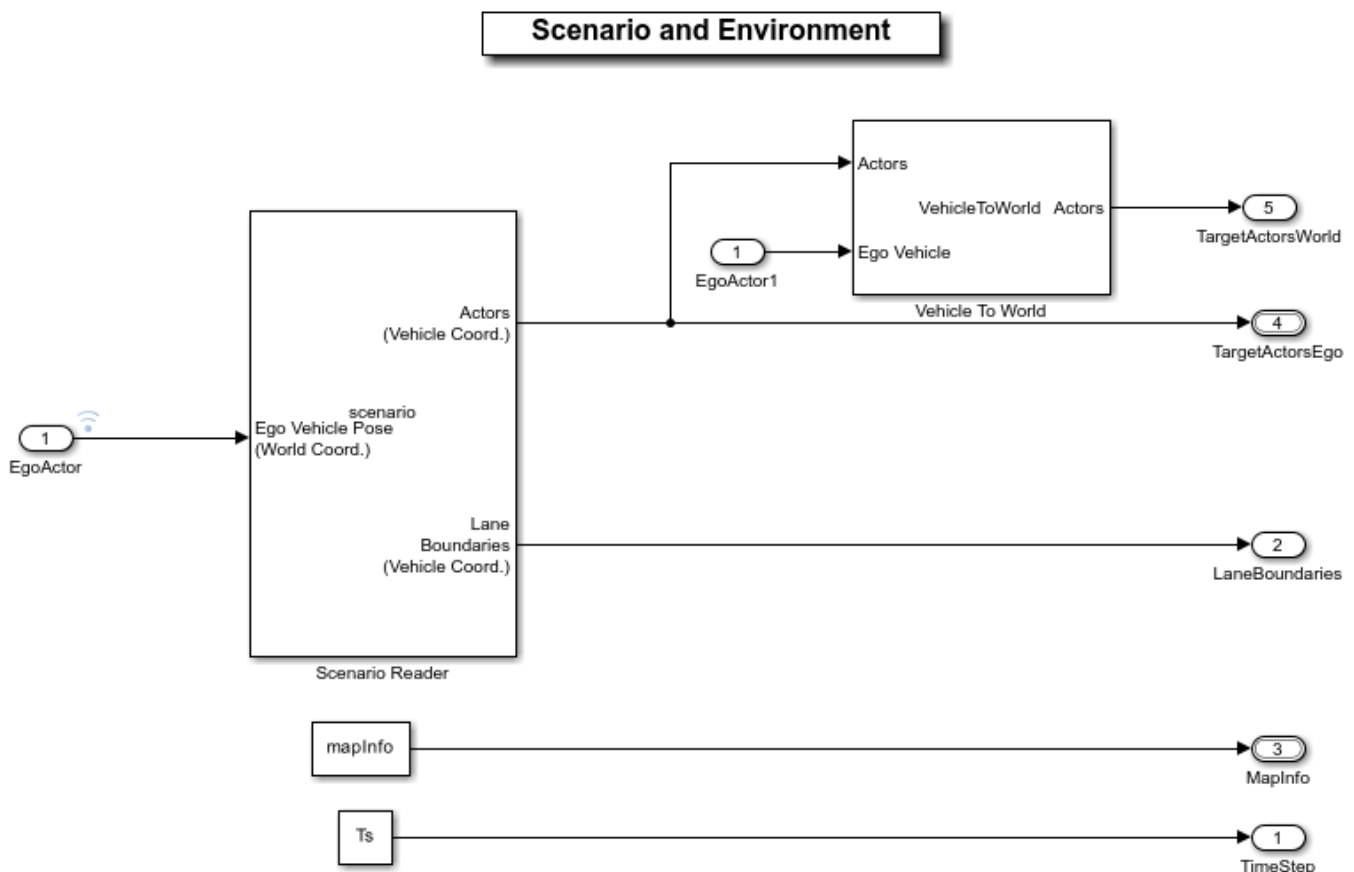 Scenario and Environment
Actors
VehicleToWorld Actors
Ego Vehicle
Vehicle To World
1
EgoActor1
5
TargetActorsWorld
4
TargetActorsEgo
1
EgoActor
scenario
Ego Vehicle Pose
(World Coord.)
Actors
(Vehicle Coord.)
Lane
Boundaries
(Vehicle Coord.)
Scenario Reader
2
LaneBoundaries
mapInfo
3
MapInfo
Ts
1
TimeStep